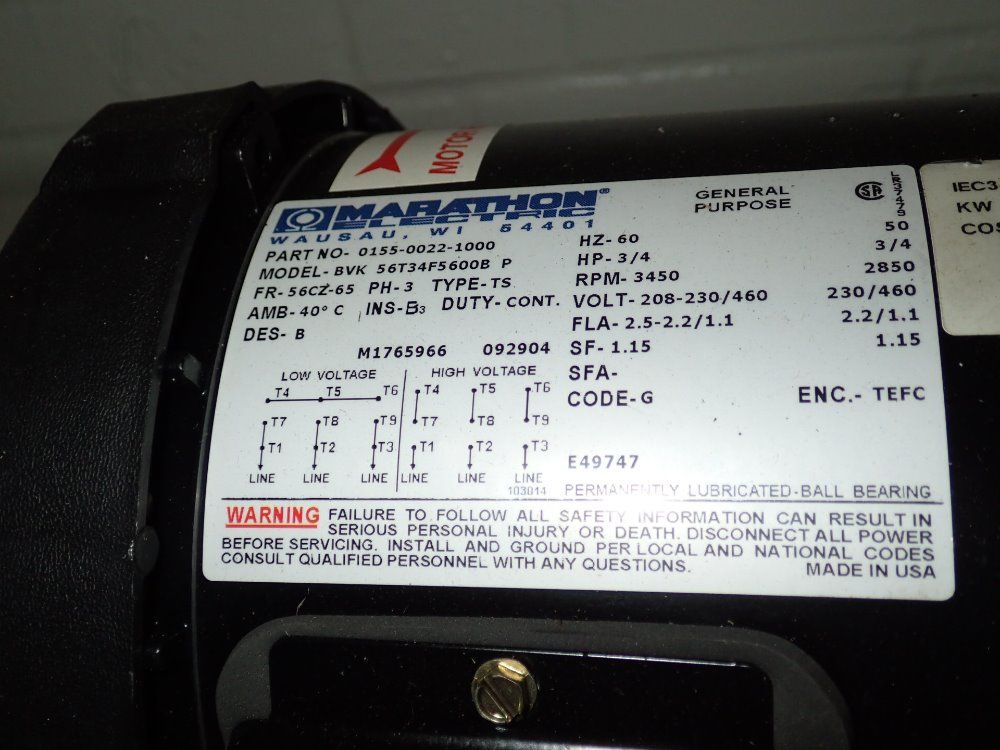 MOTOR
MARATHON®
ELECTRIC
WAUSAU, WI 54401
GENERAL
PURPOSE
SA
LR32473
PART NO- 0155-0022-1000
MODEL- BVK 56T34F5600B P
FR- 56CZ-65 PH-3 TYPE-TS
AMB- 40° C INS-B3 DUTY- CONT.
DES- B
M1765966 092904
HZ- 60 50
HP- 3/4 3/4
RPM- 3450 2850
VOLT- 208-230/460 230/460
FLA- 2.5-2.2/1.1 2.2/1.1
SF- 1.15 1.15
SFA-
CODE- G ENC.- TEFC
E49747
LOW VOLTAGE HIGH VOLTAGE
T4 T5 T6 T4 T5 T6
T7 T8 T9 T7 T8 T9
T1 T2 T3 T1 T2 T3
LINE LINE LINE LINE LINE LINE
103014
PERMANENTLY LUBRICATED-BALL BEARING
WARNING FAILURE TO FOLLOW ALL SAFETY INFORMATION CAN RESULT IN
SERIOUS PERSONAL INJURY OR DEATH. DISCONNECT ALL POWER
BEFORE SERVICING. INSTALL AND GROUND PER LOCAL AND NATIONAL CODES
CONSULT QUALIFIED PERSONNEL WITH ANY QUESTIONS. MADE IN USA
IEC3
KW
COS